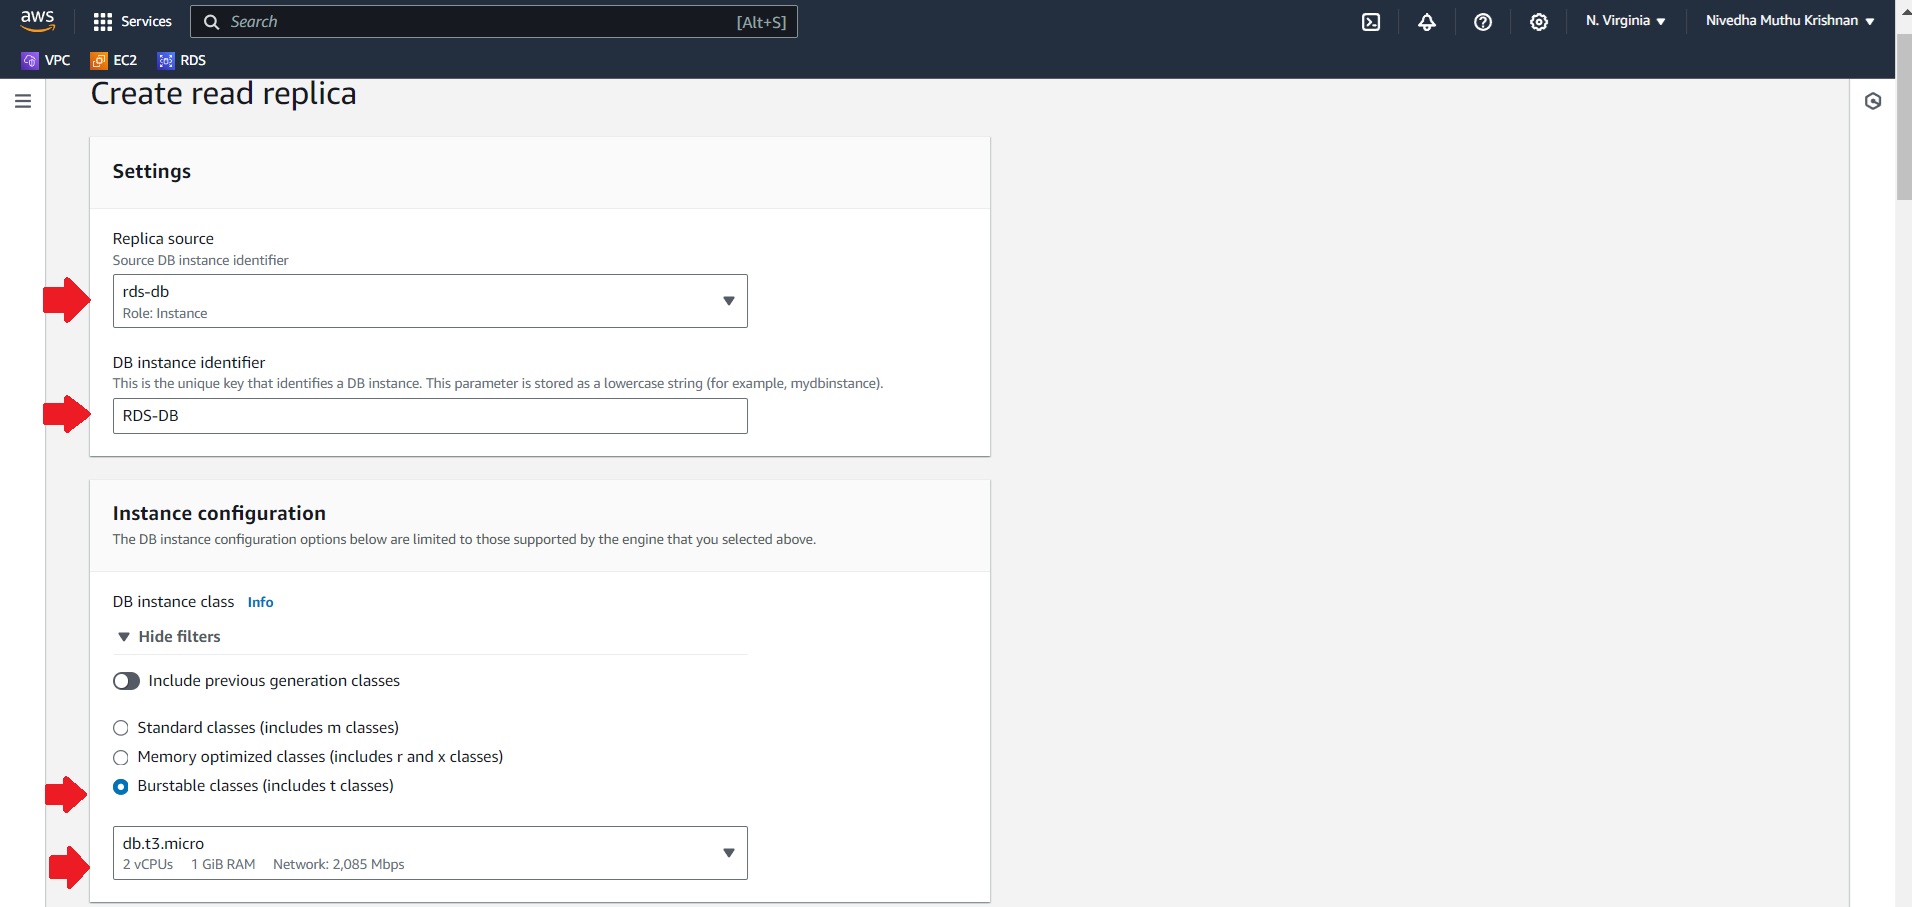 aws Services Search [Alt+S] N. Virginia Nivedha Muthu Krishnan
VPC EC2 RDS
Create read replica
Settings
Replica source
Source DB instance identifier
rds-db
Role: Instance
DB instance identifier
This is the unique key that identifies a DB instance. This parameter is stored as a lowercase string (for example, mydbinstance).
RDS-DB
Instance configuration
The DB instance configuration options below are limited to those supported by the engine that you selected above.
DB instance class Info
Hide filters
Include previous generation classes
Standard classes (includes m classes)
Memory optimized classes (includes r and x classes)
Burstable classes (includes t classes)
db.t3.micro
2 vCPUs 1 GiB RAM Network: 2,085 Mbps